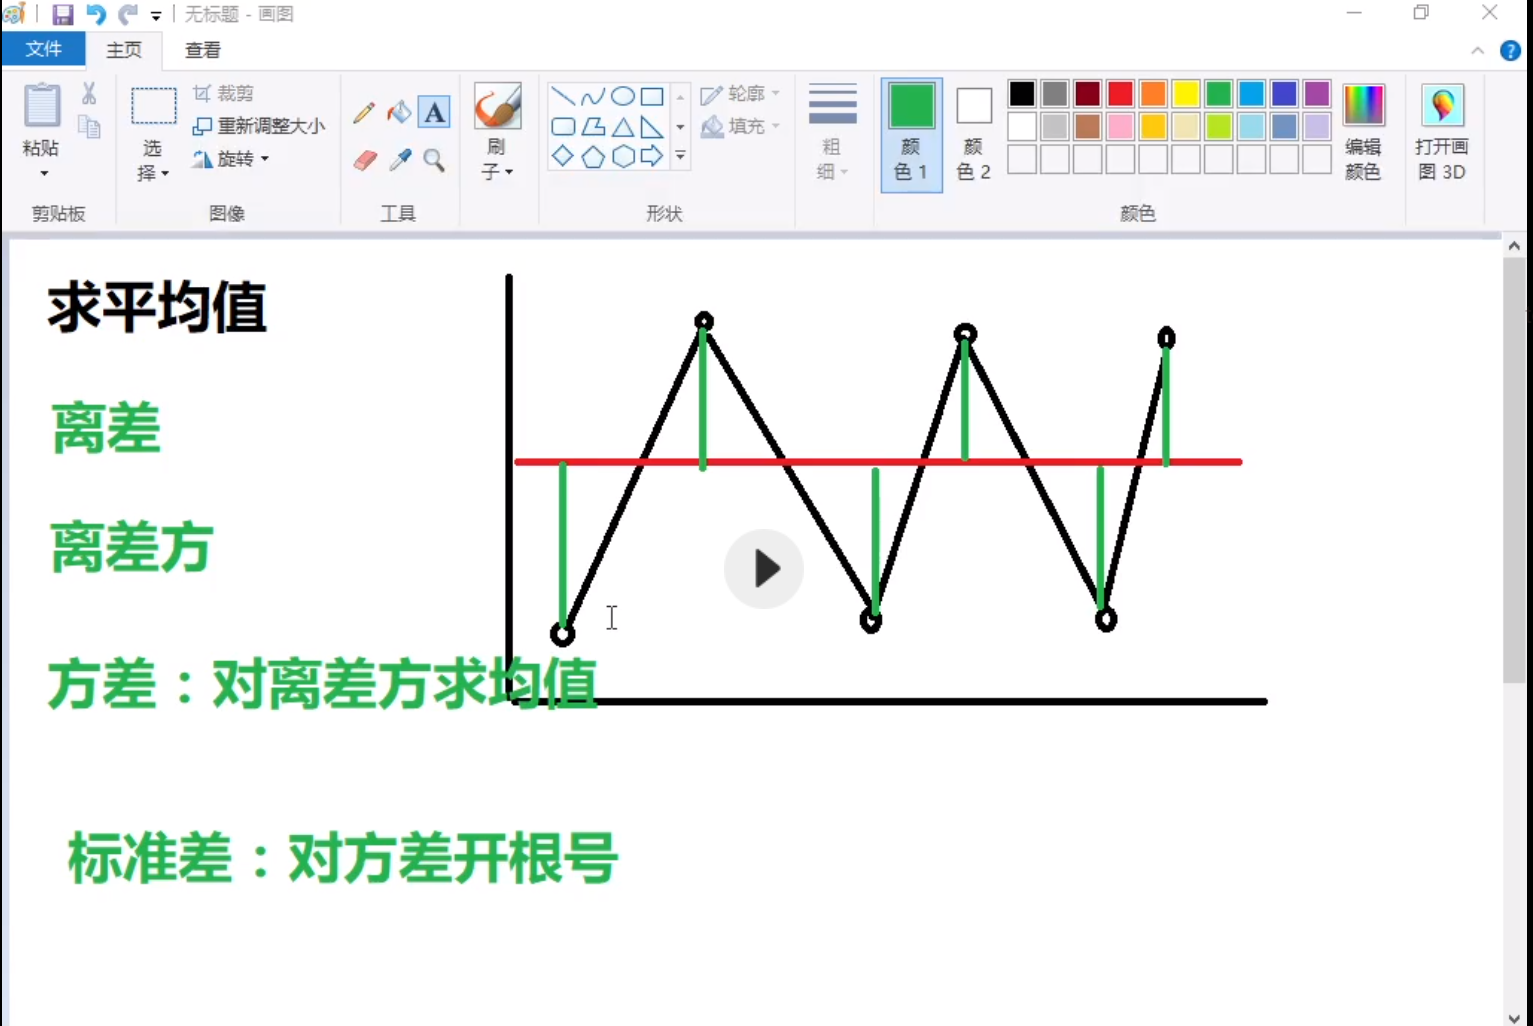 无标题 - 画图
文件 主页 查看
粘贴
剪贴板
选择
裁剪
重新调整大小
旋转
图像
A
工具
刷子
轮廓
填充
形状
粗细
颜色 1
颜色 2
颜色
编辑颜色
打开画图 3D
?
求平均值
离差
离差方
方差：对离差方求均值
标准差：对方差开根号